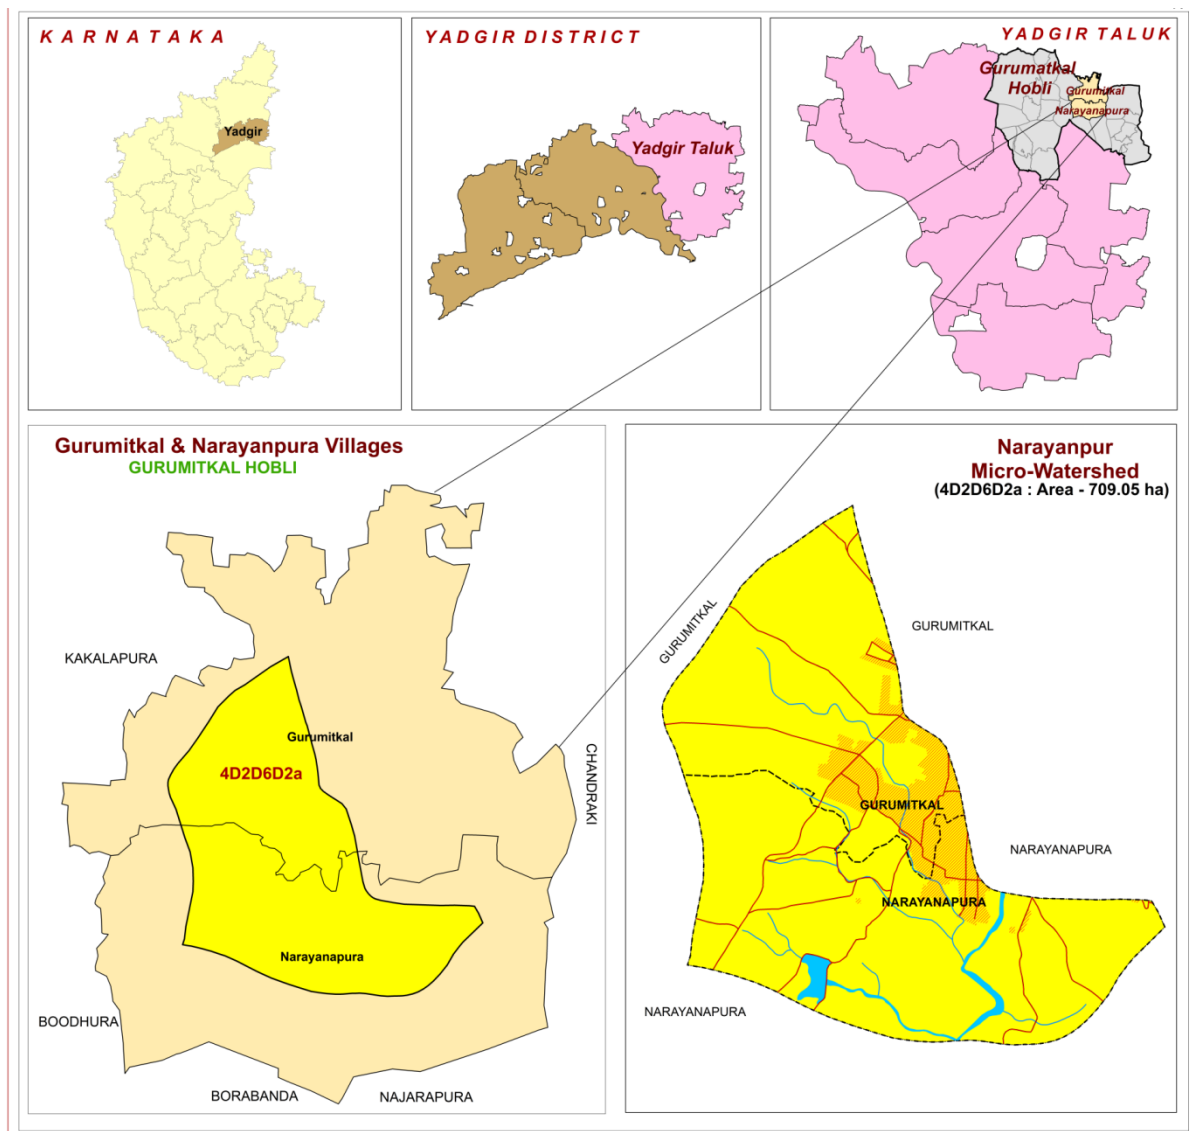 KARNATAKA
Yadgir
YADGIR DISTRICT
Yadgir Taluk
YADGIR TALUK
Gurumatkal
Hobli
Gurumitkal
Narayanapura
Gurumitkal & Narayanpura Villages
GURUMITKAL HOBLI
KAKALAPURA
Gurumitkal
4D2D6D2a
CHANDRAKI
Narayanapura
BOODHURA
BORABANDA
NAJARAPURA
Narayanpur
Micro-Watershed
(4D2D6D2a : Area - 709.05 ha)
GURUMITKAL
GURUMITKAL
GURUMITKAL
NARAYANAPURA
NARAYANAPURA
NARAYANAPURA